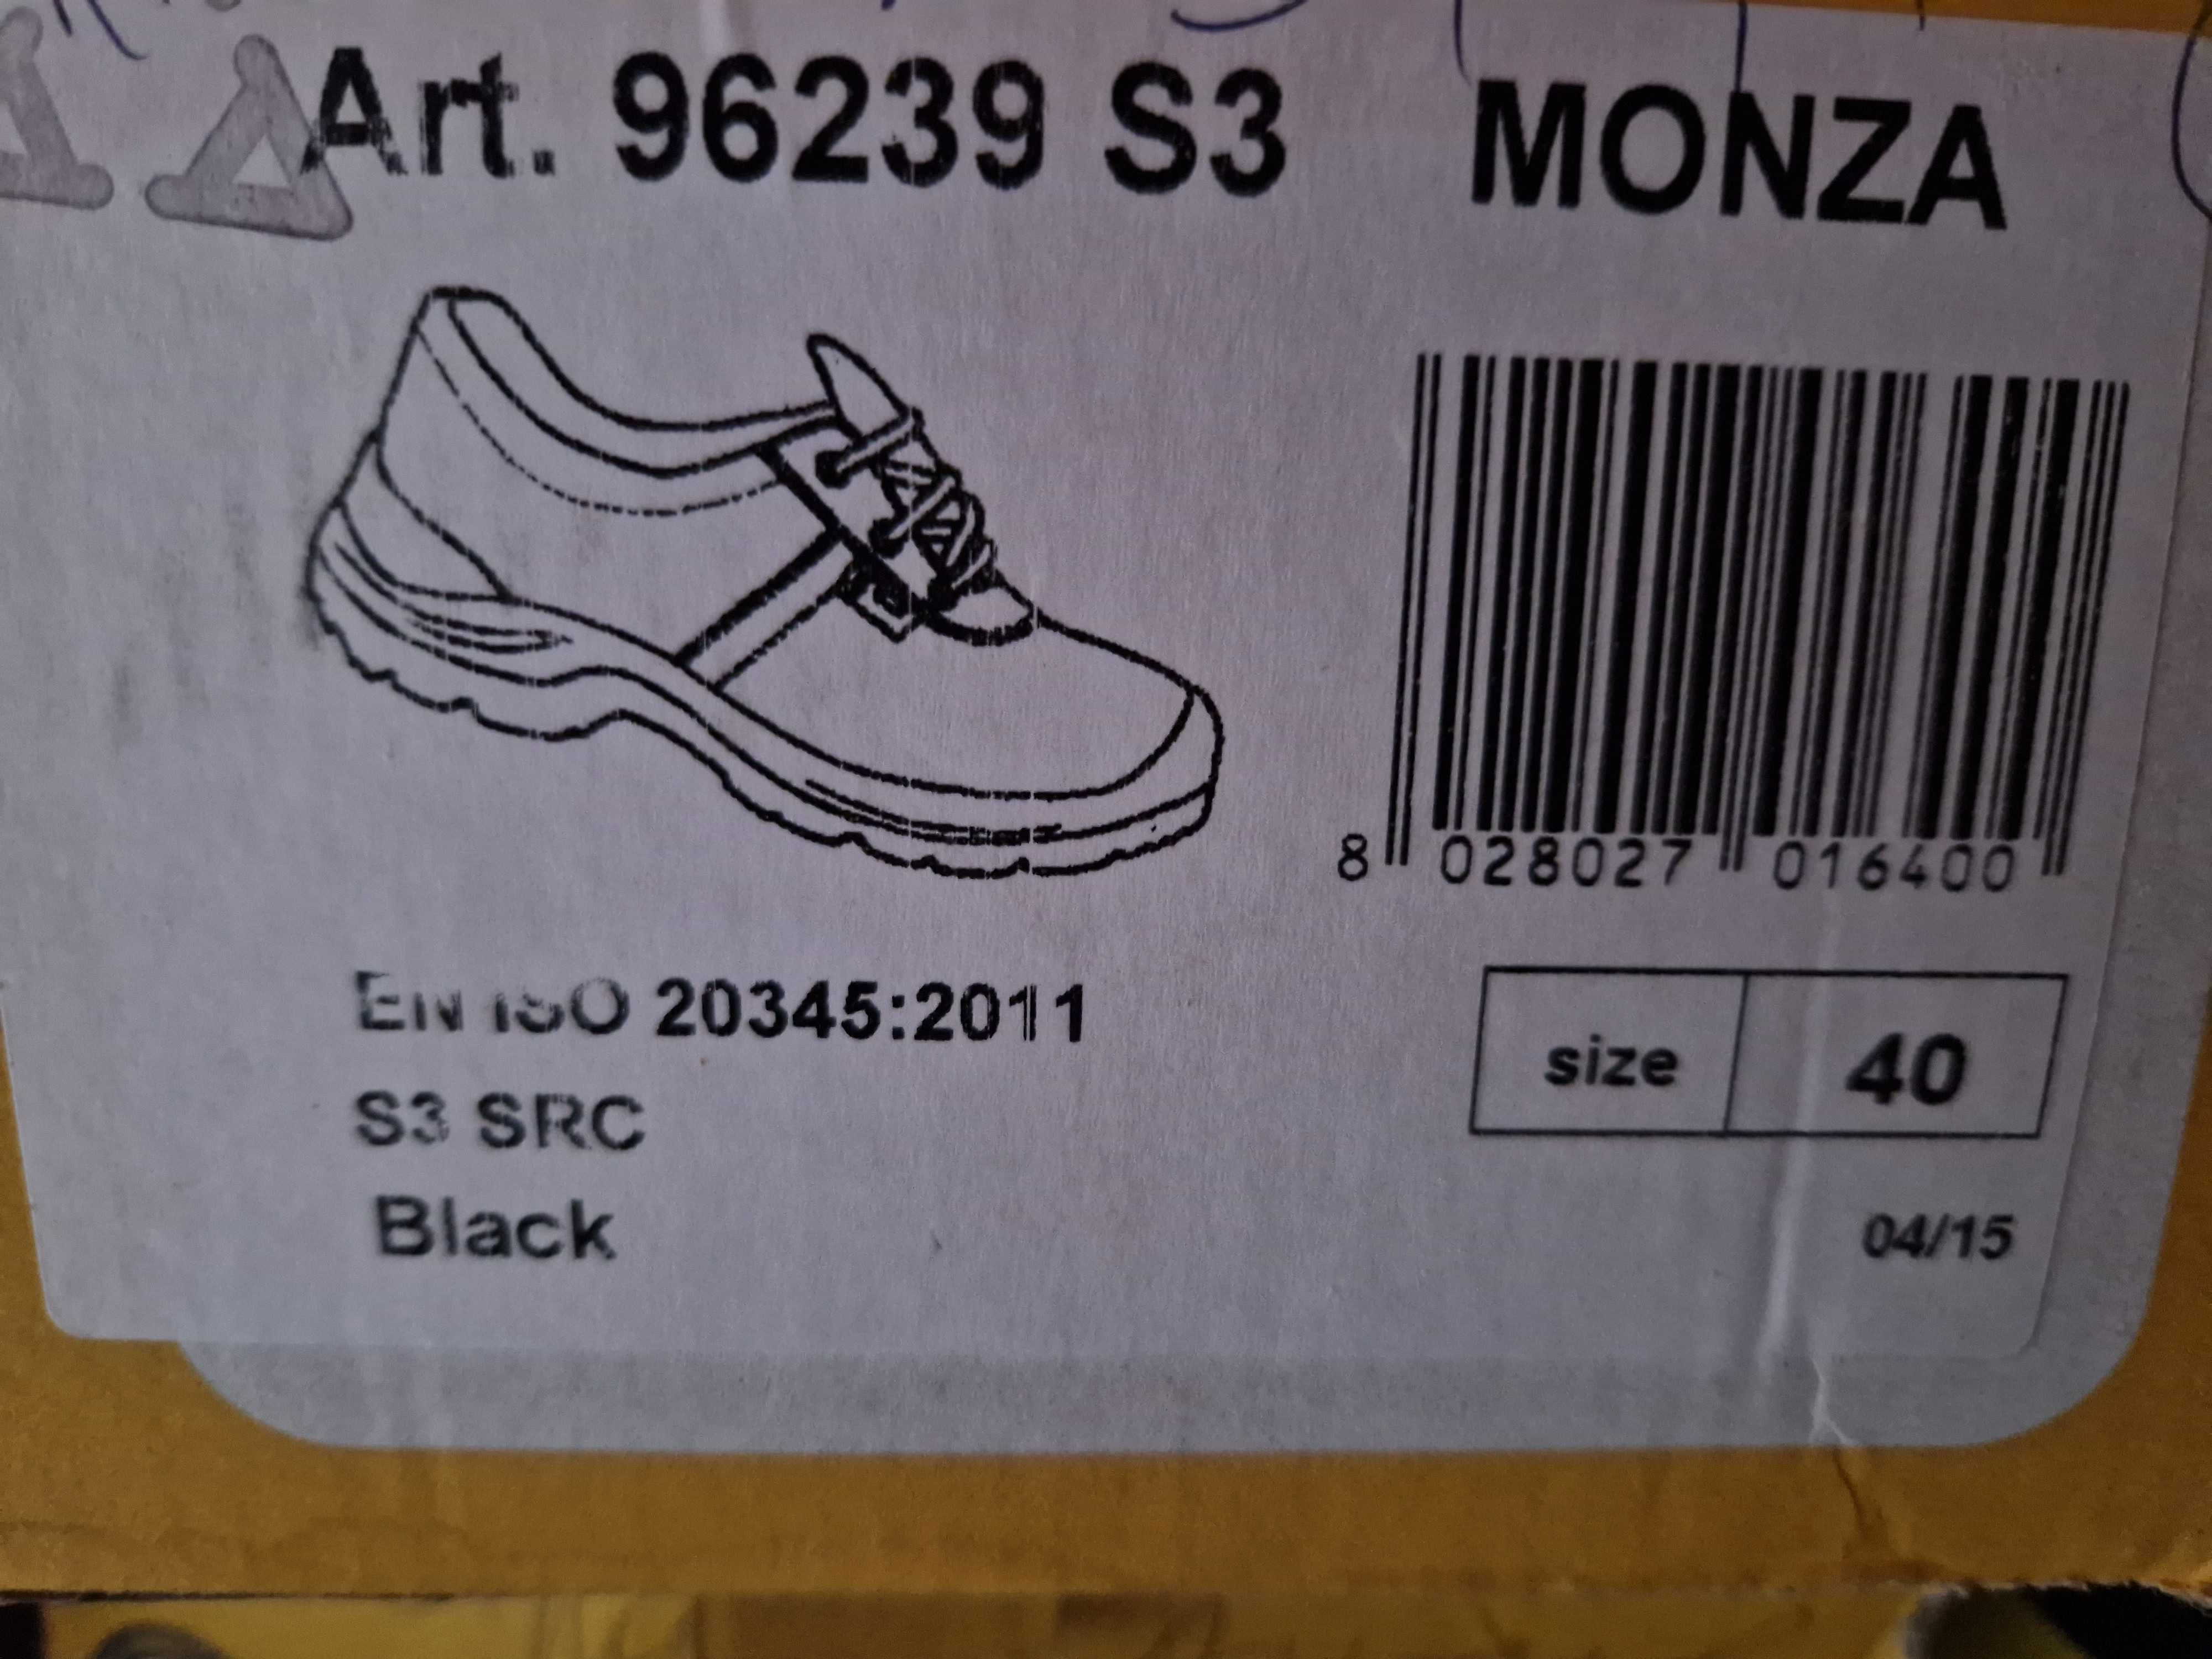 Art. 96239 S3 MONZA
8 028027 016400
EN ISO 20345:2011
S3 SRC
Black
size 40
04/15